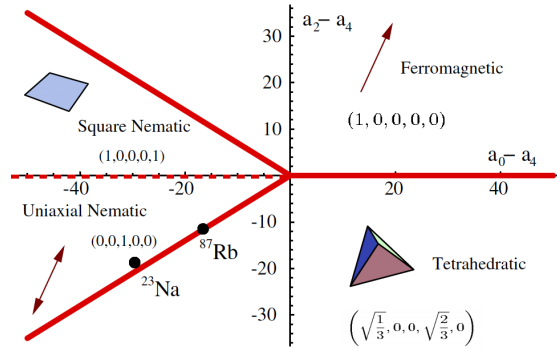 a₂– a₄
30
20
10
-10
-20
-30
-40
-20
20
40
a₀– a₄
Ferromagnetic
(1, 0, 0, 0, 0)
Square Nematic
(1,0,0,0,1)
Uniaxial Nematic
(0,0,1,0,0)
⁸⁷Rb
²³Na
Tetrahedratic
(√1/3, 0, 0, √2/3, 0)